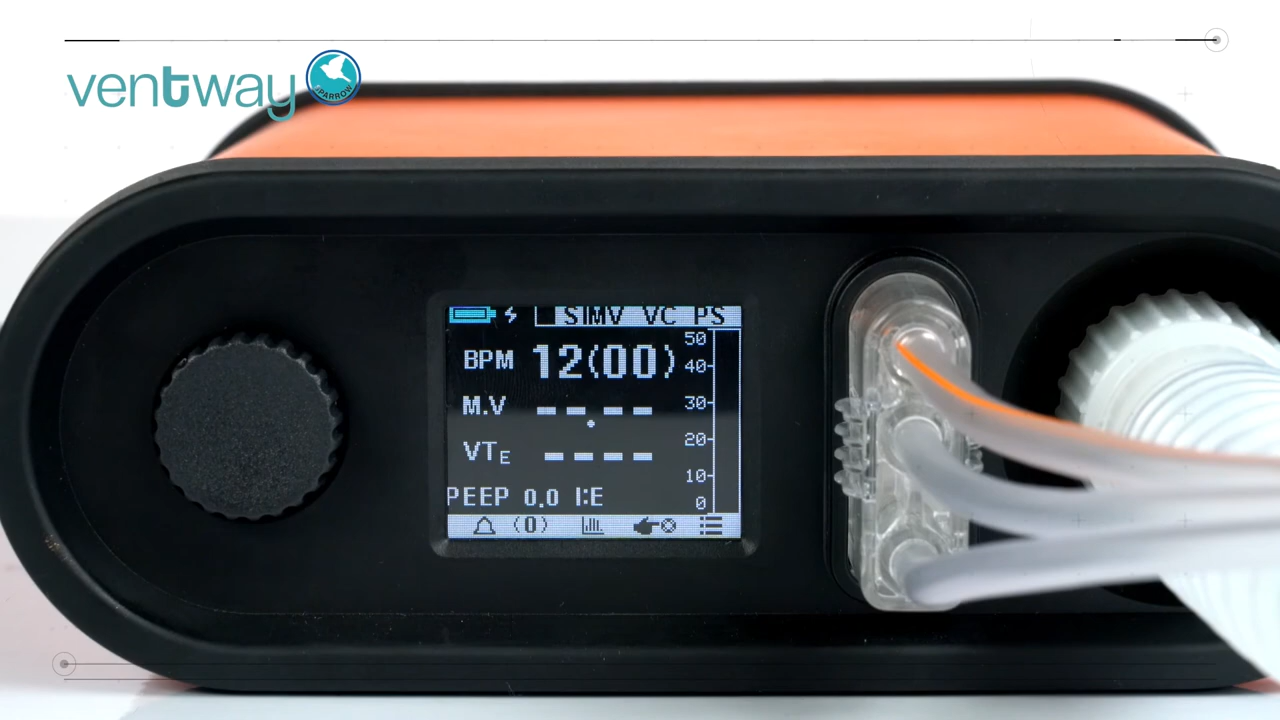 ventway
SPARROW
SIMV VC PS
BPM 12(00)
M.V -- . --
VTE ----
PEEP 0.0 I:E
(0)
50
40
30
20
10
0